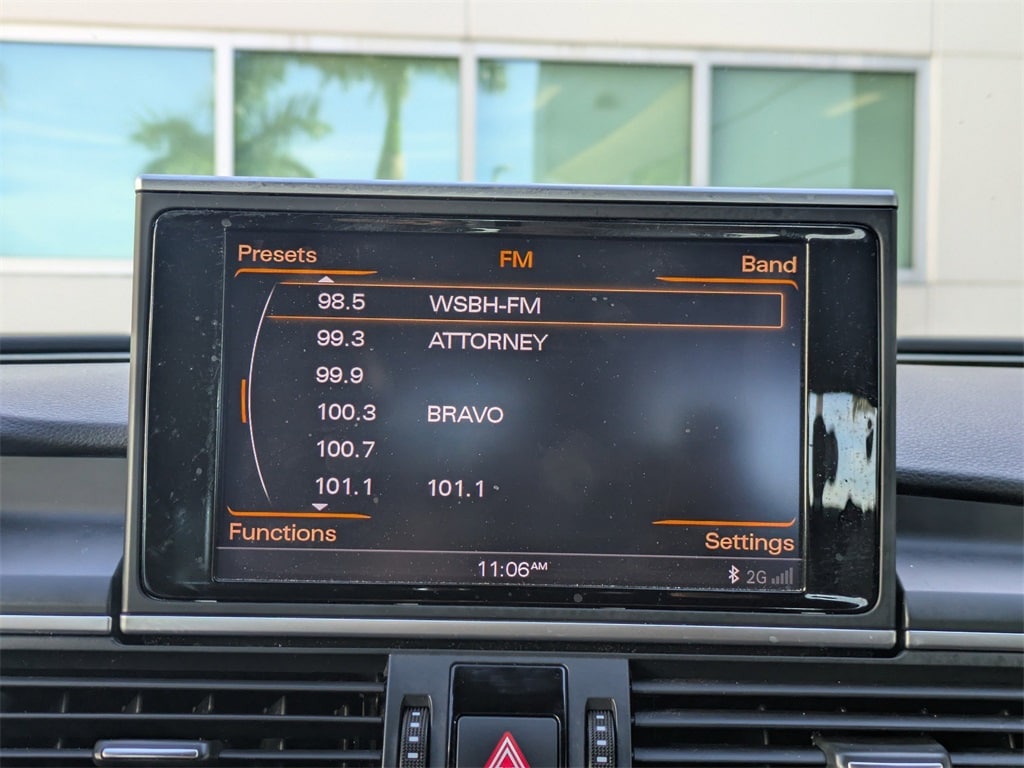 Presets FM Band
98.5 WSBH-FM
99.3 ATTORNEY
99.9
100.3 BRAVO
100.7
101.1 101.1
Functions Settings
11:06AM 2G